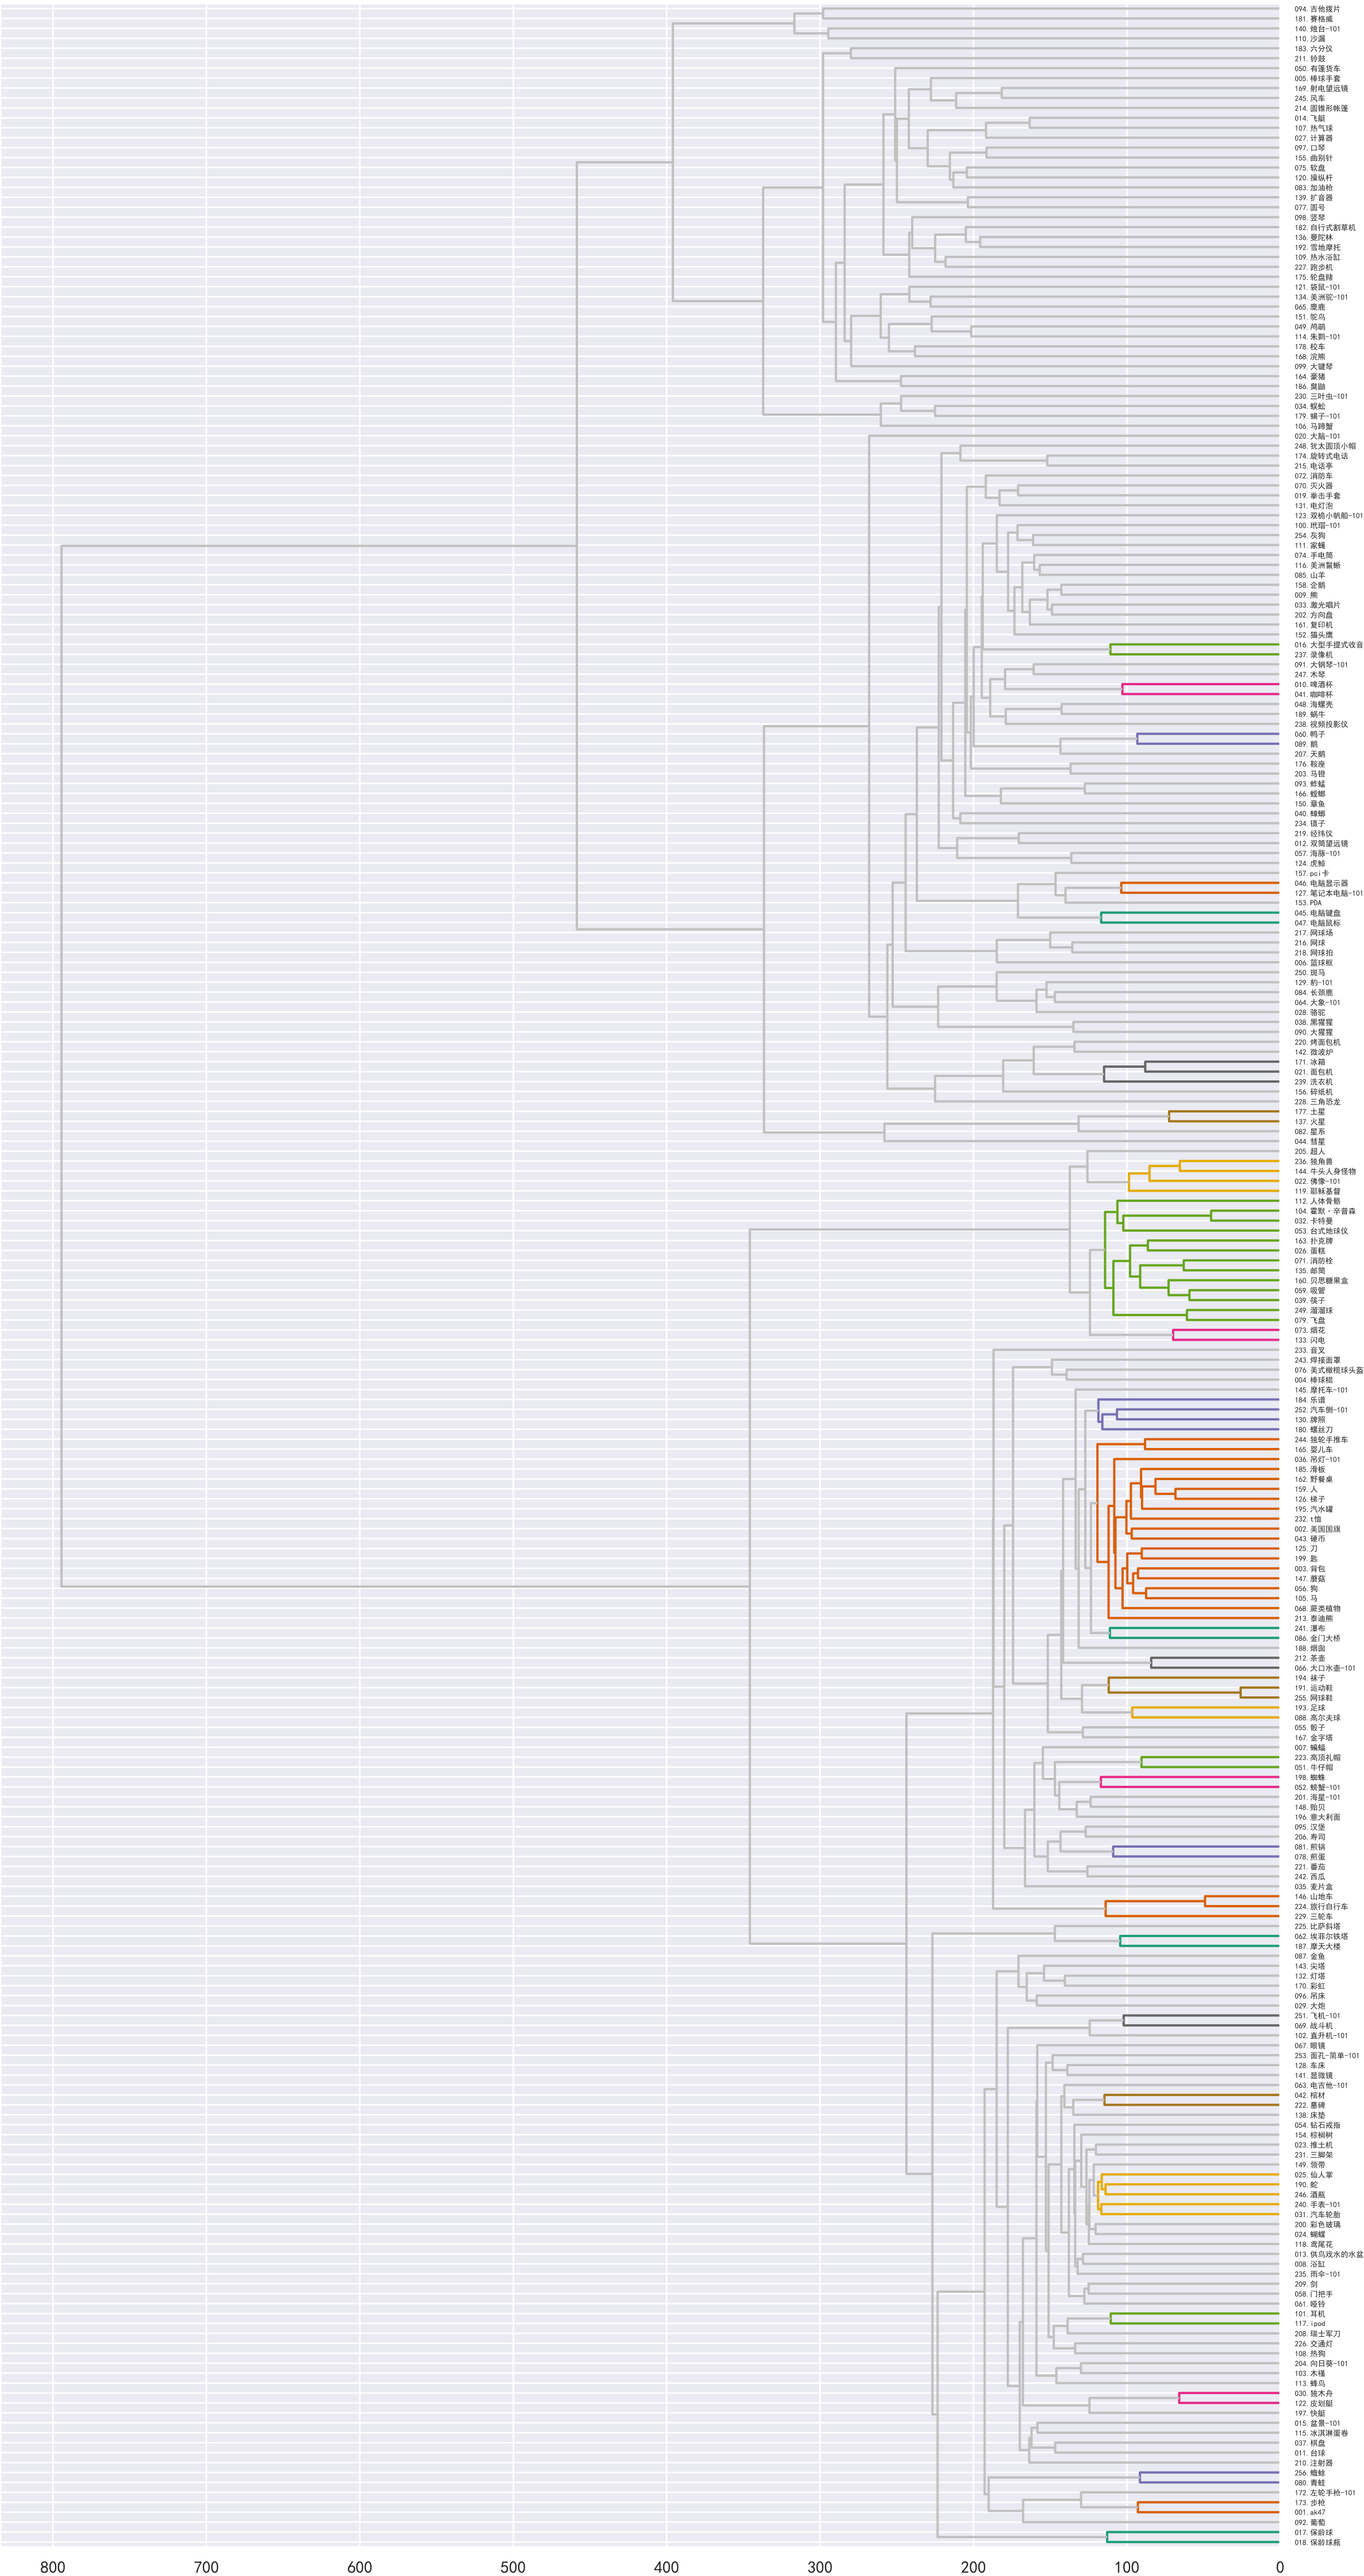 094. 吉他拨片
181. 赛格威
140. 烛台-101
110. 沙漏
183. 六分仪
211. 铃鼓
050. 有篷货车
005. 棒球手套
169. 射电望远镜
245. 风车
214. 圆锥形帐篷
014. 飞艇
107. 热气球
027. 计算器
097. 口琴
155. 曲别针
075. 软盘
120. 操纵杆
083. 加油枪
139. 扩音器
077. 圆号
098. 竖琴
182. 自行式割草机
136. 曼陀林
192. 雪地摩托
109. 热水浴缸
227. 跑步机
175. 轮盘赌
121. 袋鼠-101
134. 美洲驼-101
065. 麋鹿
151. 鸵鸟
049. 鸬鹚
114. 朱鹮-101
178. 校车
168. 浣熊
099. 大键琴
164. 豪猪
186. 臭鼬
230. 三叶虫-101
034. 蜈蚣
179. 蝎子-101
106. 马蹄蟹
020. 大脑-101
248. 犹太圆顶小帽
174. 旋转式电话
215. 电话亭
072. 消防车
070. 灭火器
019. 拳击手套
131. 电灯泡
123. 双桅小帆船-101
100. 玳瑁-101
254. 灰狗
111. 家蝇
074. 手电筒
116. 美洲鬣蜥
085. 山羊
158. 企鹅
009. 熊
033. 激光唱片
202. 方向盘
161. 复印机
152. 猫头鹰
016. 大型手提式收音
237. 录像机
091. 大钢琴-101
247. 木琴
010. 啤酒杯
041. 咖啡杯
048. 海螺壳
189. 蜗牛
238. 视频投影仪
060. 鸭子
089. 鹅
207. 天鹅
176. 鞍座
203. 马镫
093. 蚱蜢
166. 螳螂
150. 章鱼
040. 蟑螂
234. 镊子
219. 经纬仪
012. 双筒望远镜
057. 海豚-101
124. 虎鲸
157. pci卡
046. 电脑显示器
127. 笔记本电脑-101
153. PDA
045. 电脑键盘
047. 电脑鼠标
217. 网球场
216. 网球
218. 网球拍
006. 篮球框
250. 斑马
129. 豹-101
084. 长颈鹿
064. 大象-101
028. 骆驼
038. 黑猩猩
090. 大猩猩
220. 烤面包机
142. 微波炉
171. 冰箱
021. 面包机
239. 洗衣机
156. 碎纸机
228. 三角恐龙
177. 土星
137. 火星
082. 星系
044. 彗星
205. 超人
236. 独角兽
144. 牛头人身怪物
022. 佛像-101
119. 耶稣基督
112. 人体骨骼
104. 霍默·辛普森
032. 卡特曼
053. 台式地球仪
163. 扑克牌
026. 蛋糕
071. 消防栓
135. 邮筒
160. 贝思糖果盒
059. 吸管
039. 筷子
249. 溜溜球
079. 飞盘
073. 烟花
133. 闪电
233. 音叉
243. 焊接面罩
076. 美式橄榄球头盔
004. 棒球棍
145. 摩托车-101
184. 乐谱
252. 汽车侧-101
130. 牌照
180. 螺丝刀
244. 独轮手推车
165. 婴儿车
036. 吊灯-101
185. 滑板
162. 野餐桌
159. 人
126. 梯子
195. 汽水罐
232. t恤
002. 美国国旗
043. 硬币
125. 刀
199. 匙
003. 背包
147. 蘑菇
056. 狗
105. 马
068. 蕨类植物
213. 泰迪熊
241. 瀑布
086. 金门大桥
188. 烟囱
212. 茶壶
066. 大口水壶-101
194. 袜子
191. 运动鞋
255. 网球鞋
193. 足球
088. 高尔夫球
055. 骰子
167. 金字塔
007. 蝙蝠
223. 高顶礼帽
051. 牛仔帽
198. 蜘蛛
052. 螃蟹-101
201. 海星-101
148. 贻贝
196. 意大利面
095. 汉堡
206. 寿司
081. 煎锅
078. 煎蛋
221. 番茄
242. 西瓜
035. 麦片盒
146. 山地车
224. 旅行自行车
229. 三轮车
225. 比萨斜塔
062. 埃菲尔铁塔
187. 摩天大楼
087. 金鱼
143. 尖塔
132. 灯塔
170. 彩虹
096. 吊床
029. 大炮
251. 飞机-101
069. 战斗机
102. 直升机-101
067. 眼镜
253. 面孔-简单-101
128. 车床
141. 显微镜
063. 电吉他-101
042. 棺材
222. 墓碑
138. 床垫
054. 钻石戒指
154. 棕榈树
023. 推土机
231. 三脚架
149. 领带
025. 仙人掌
190. 蛇
246. 酒瓶
240. 手表-101
031. 汽车轮胎
200. 彩色玻璃
024. 蝴蝶
118. 鸢尾花
013. 供鸟戏水的水盆
008. 浴缸
235. 雨伞-101
209. 剑
058. 门把手
061. 哑铃
101. 耳机
117. ipod
208. 瑞士军刀
226. 交通灯
108. 热狗
204. 向日葵-101
103. 木槿
113. 蜂鸟
030. 独木舟
122. 皮划艇
197. 快艇
015. 盆景-101
115. 冰淇淋蛋卷
037. 棋盘
011. 台球
210. 注射器
256. 蟾蜍
080. 青蛙
172. 左轮手枪-101
173. 步枪
001. ak47
092. 葡萄
017. 保龄球
018. 保龄球瓶
800 700 600 500 400 300 200 100 0